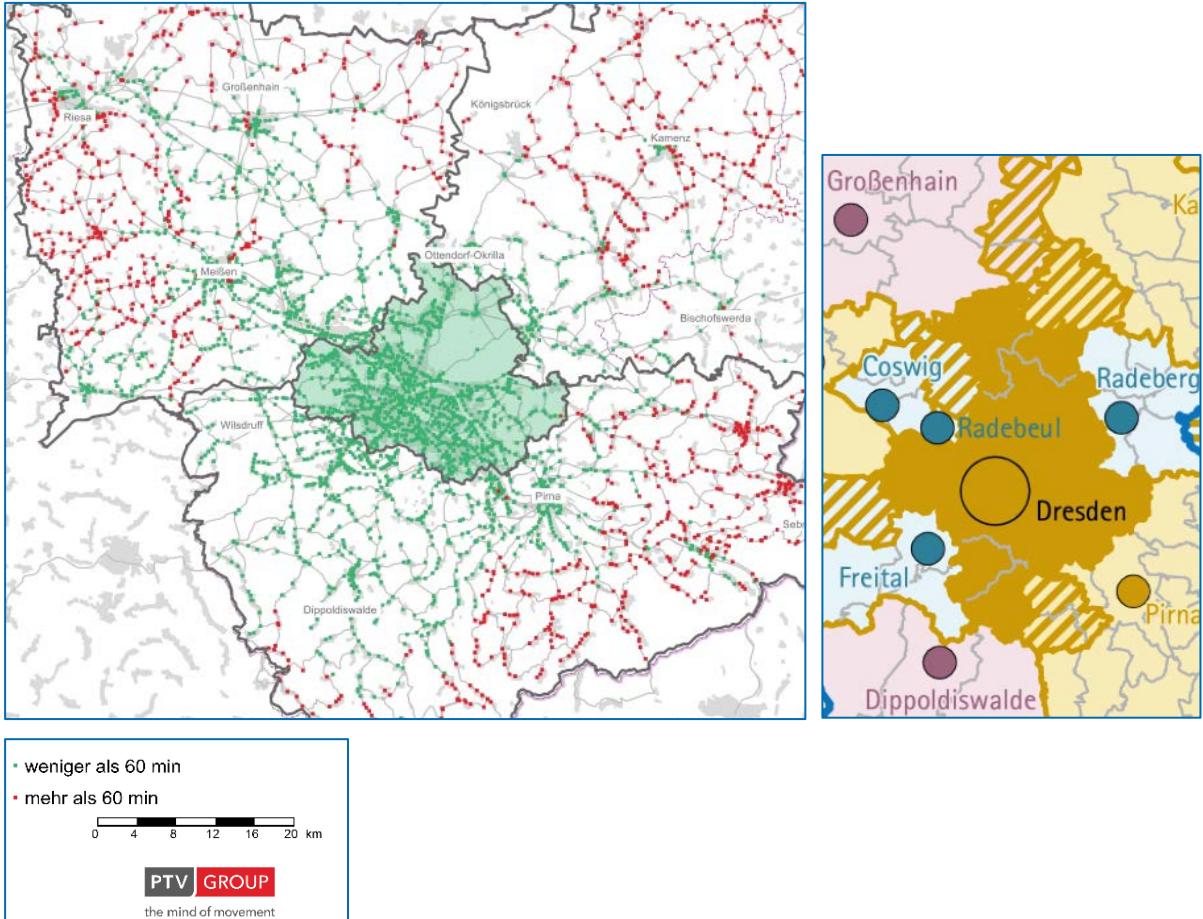 Großenhain
Riesa
Königsbrück
Kamenz
Ottendorf-Okrilla
Meißen
Bischofswerda
Wilsdruff
Pirna
Seb
Dippoldiswalde
Großenhain
Ka
Coswig
Radeberg
Radebeul
Dresden
Freital
Pirna
Dippoldiswalde
weniger als 60 min
mehr als 60 min
0 4 8 12 16 20 km
PTV GROUP
the mind of movement